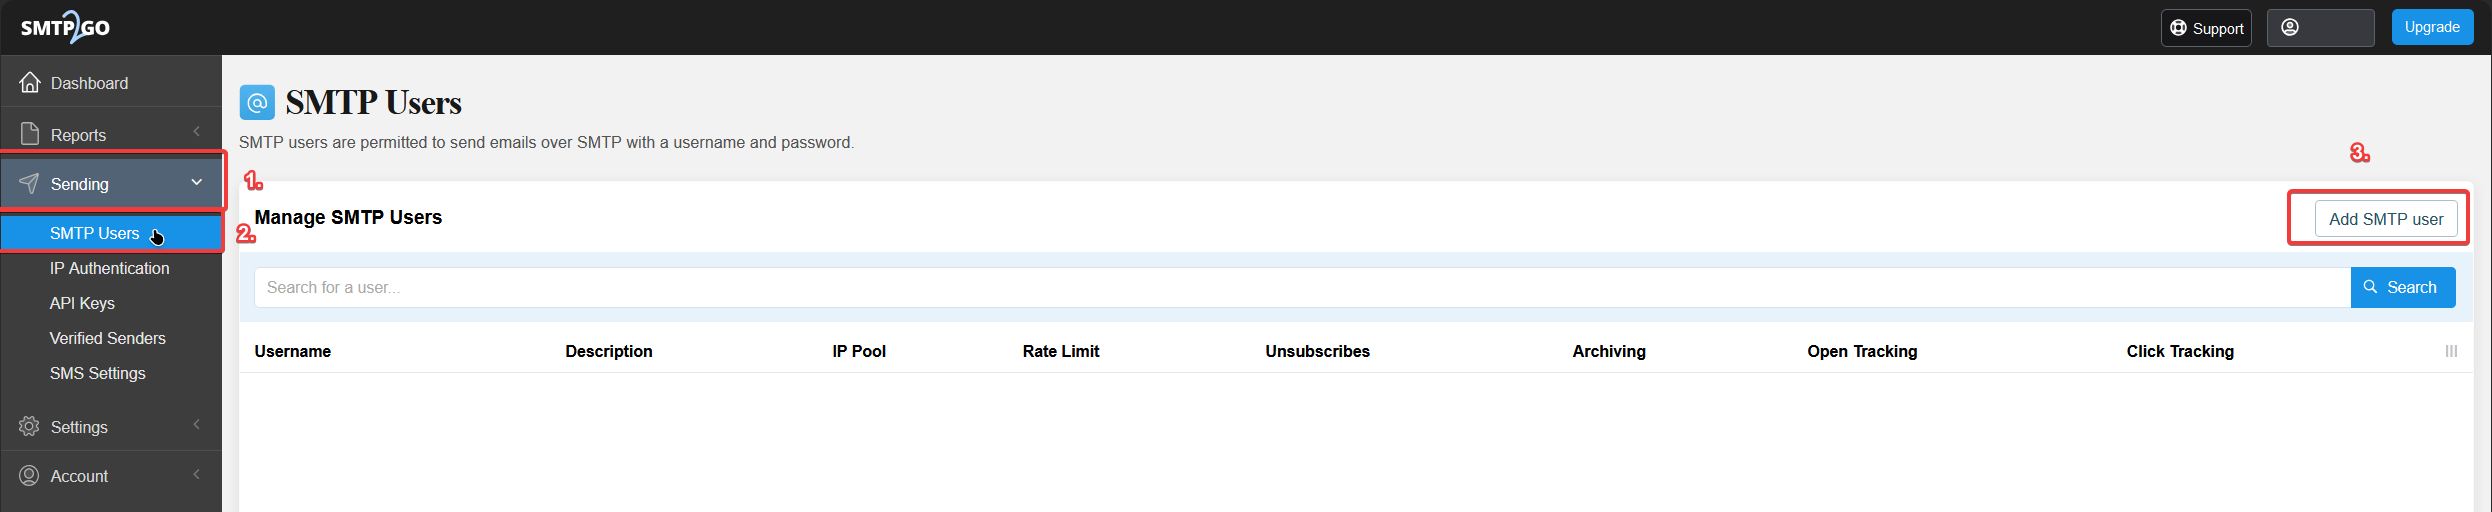 SMTP2GO
Support
Upgrade
Dashboard
Reports
Sending
1.
SMTP Users
2.
IP Authentication
API Keys
Verified Senders
SMS Settings
Settings
Account
SMTP Users
SMTP users are permitted to send emails over SMTP with a username and password.
3.
Manage SMTP Users
Add SMTP user
Search for a user...
Search
Username Description IP Pool Rate Limit Unsubscribes Archiving Open Tracking Click Tracking